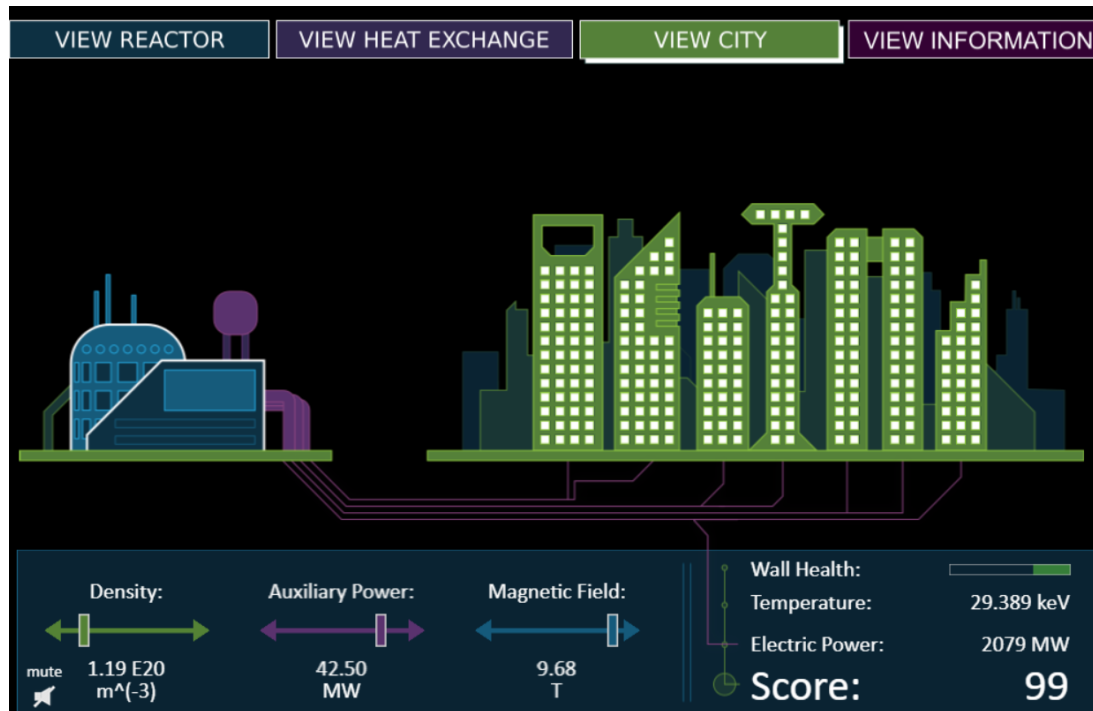 VIEW REACTOR
VIEW HEAT EXCHANGE
VIEW CITY
VIEW INFORMATION
Density:
Auxiliary Power:
Magnetic Field:
mute
1.19 E20
m^(-3)
42.50
MW
9.68
T
Wall Health:
Temperature: 29.389 keV
Electric Power: 2079 MW
Score: 99